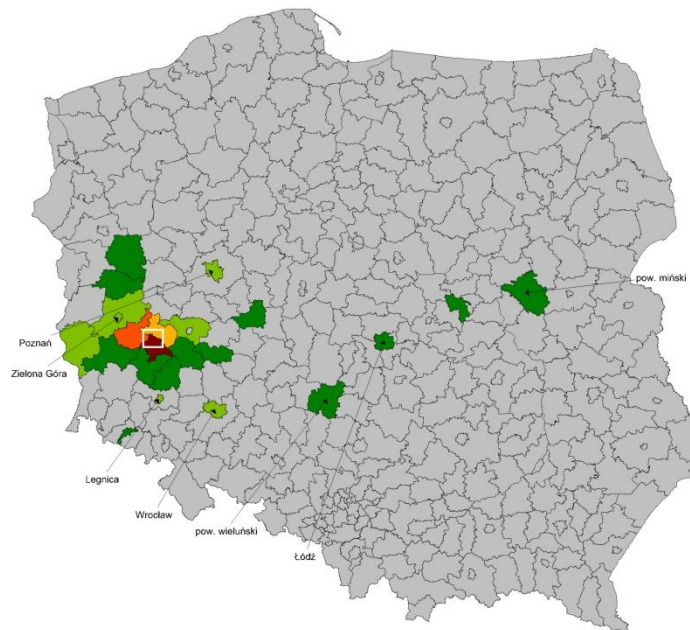 pow. miński
Poznań
Zielona Góra
Legnica
Wrocław
pow. wieluński
Łódź